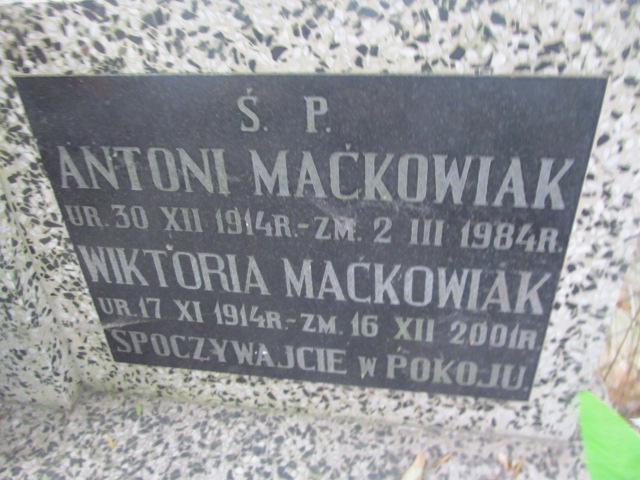 Ś. P.
ANTONI MAĆKOWIAK
UR. 30 XII 1914R.-ZM. 2 III 1984R.
WIKTORIA MAĆKOWIAK
UR. 17 XI 1914R.-ZM. 16 XII 2001R
SPOCZYWAJCIE W POKOJU